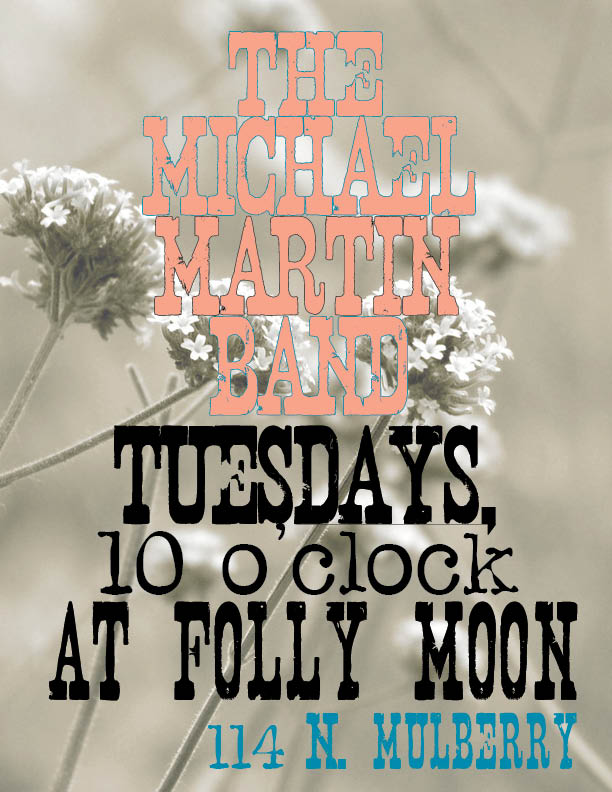 THE
MICHAEL
MARTIN
BAND
TUESDAYS,
10 o'clock
AT FOLLY MOON
114 N. MULBERRY